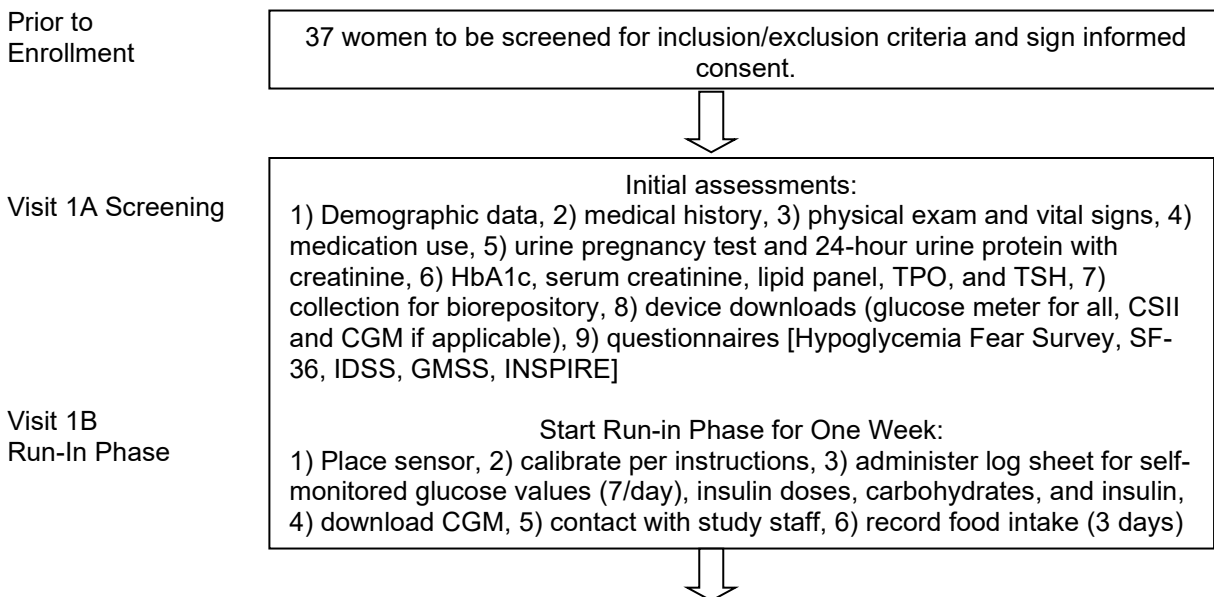 Prior to
Enrollment
37 women to be screened for inclusion/exclusion criteria and sign informed
consent.
Visit 1A Screening
Initial assessments:
1) Demographic data, 2) medical history, 3) physical exam and vital signs, 4)
medication use, 5) urine pregnancy test and 24-hour urine protein with
creatinine, 6) HbA1c, serum creatinine, lipid panel, TPO, and TSH, 7)
collection for biorepository, 8) device downloads (glucose meter for all, CSII
and CGM if applicable), 9) questionnaires [Hypoglycemia Fear Survey, SF-
36, IDSS, GMSS, INSPIRE]
Visit 1B
Run-In Phase
Start Run-in Phase for One Week:
1) Place sensor, 2) calibrate per instructions, 3) administer log sheet for self-
monitored glucose values (7/day), insulin doses, carbohydrates, and insulin,
4) download CGM, 5) contact with study staff, 6) record food intake (3 days)